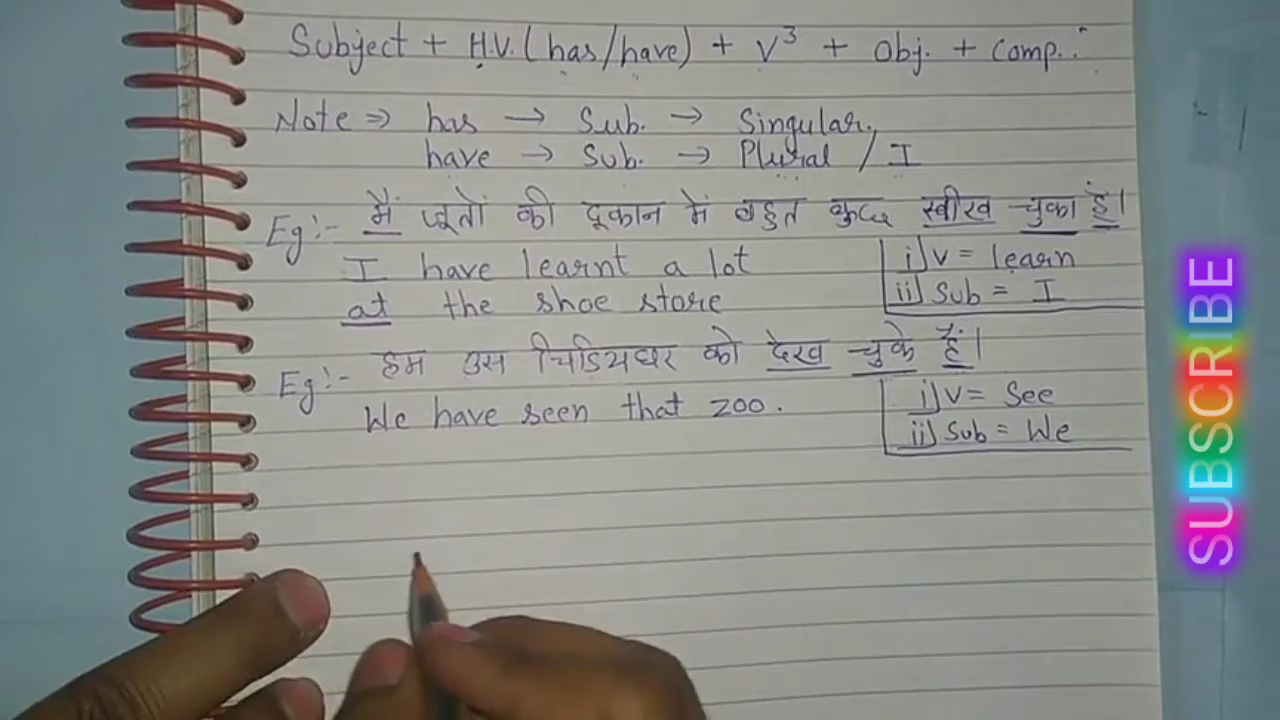 Subject + H.V. (has/have) + V³ + Obj. + Comp..
Note ⇒ has → Sub. → Singular.
have → Sub. → Plural / I
Eg:- मैं जूतों की दूकान में बहुत कुछ सीख चुका हूं।
I have learnt a lot
at the shoe store
i) V = learn
ii) Sub = I
Eg:- हम उस चिडियघर को देख चुके हैं।
We have seen that zoo.
i) V = See
ii) Sub = We
SUBSCRIBE